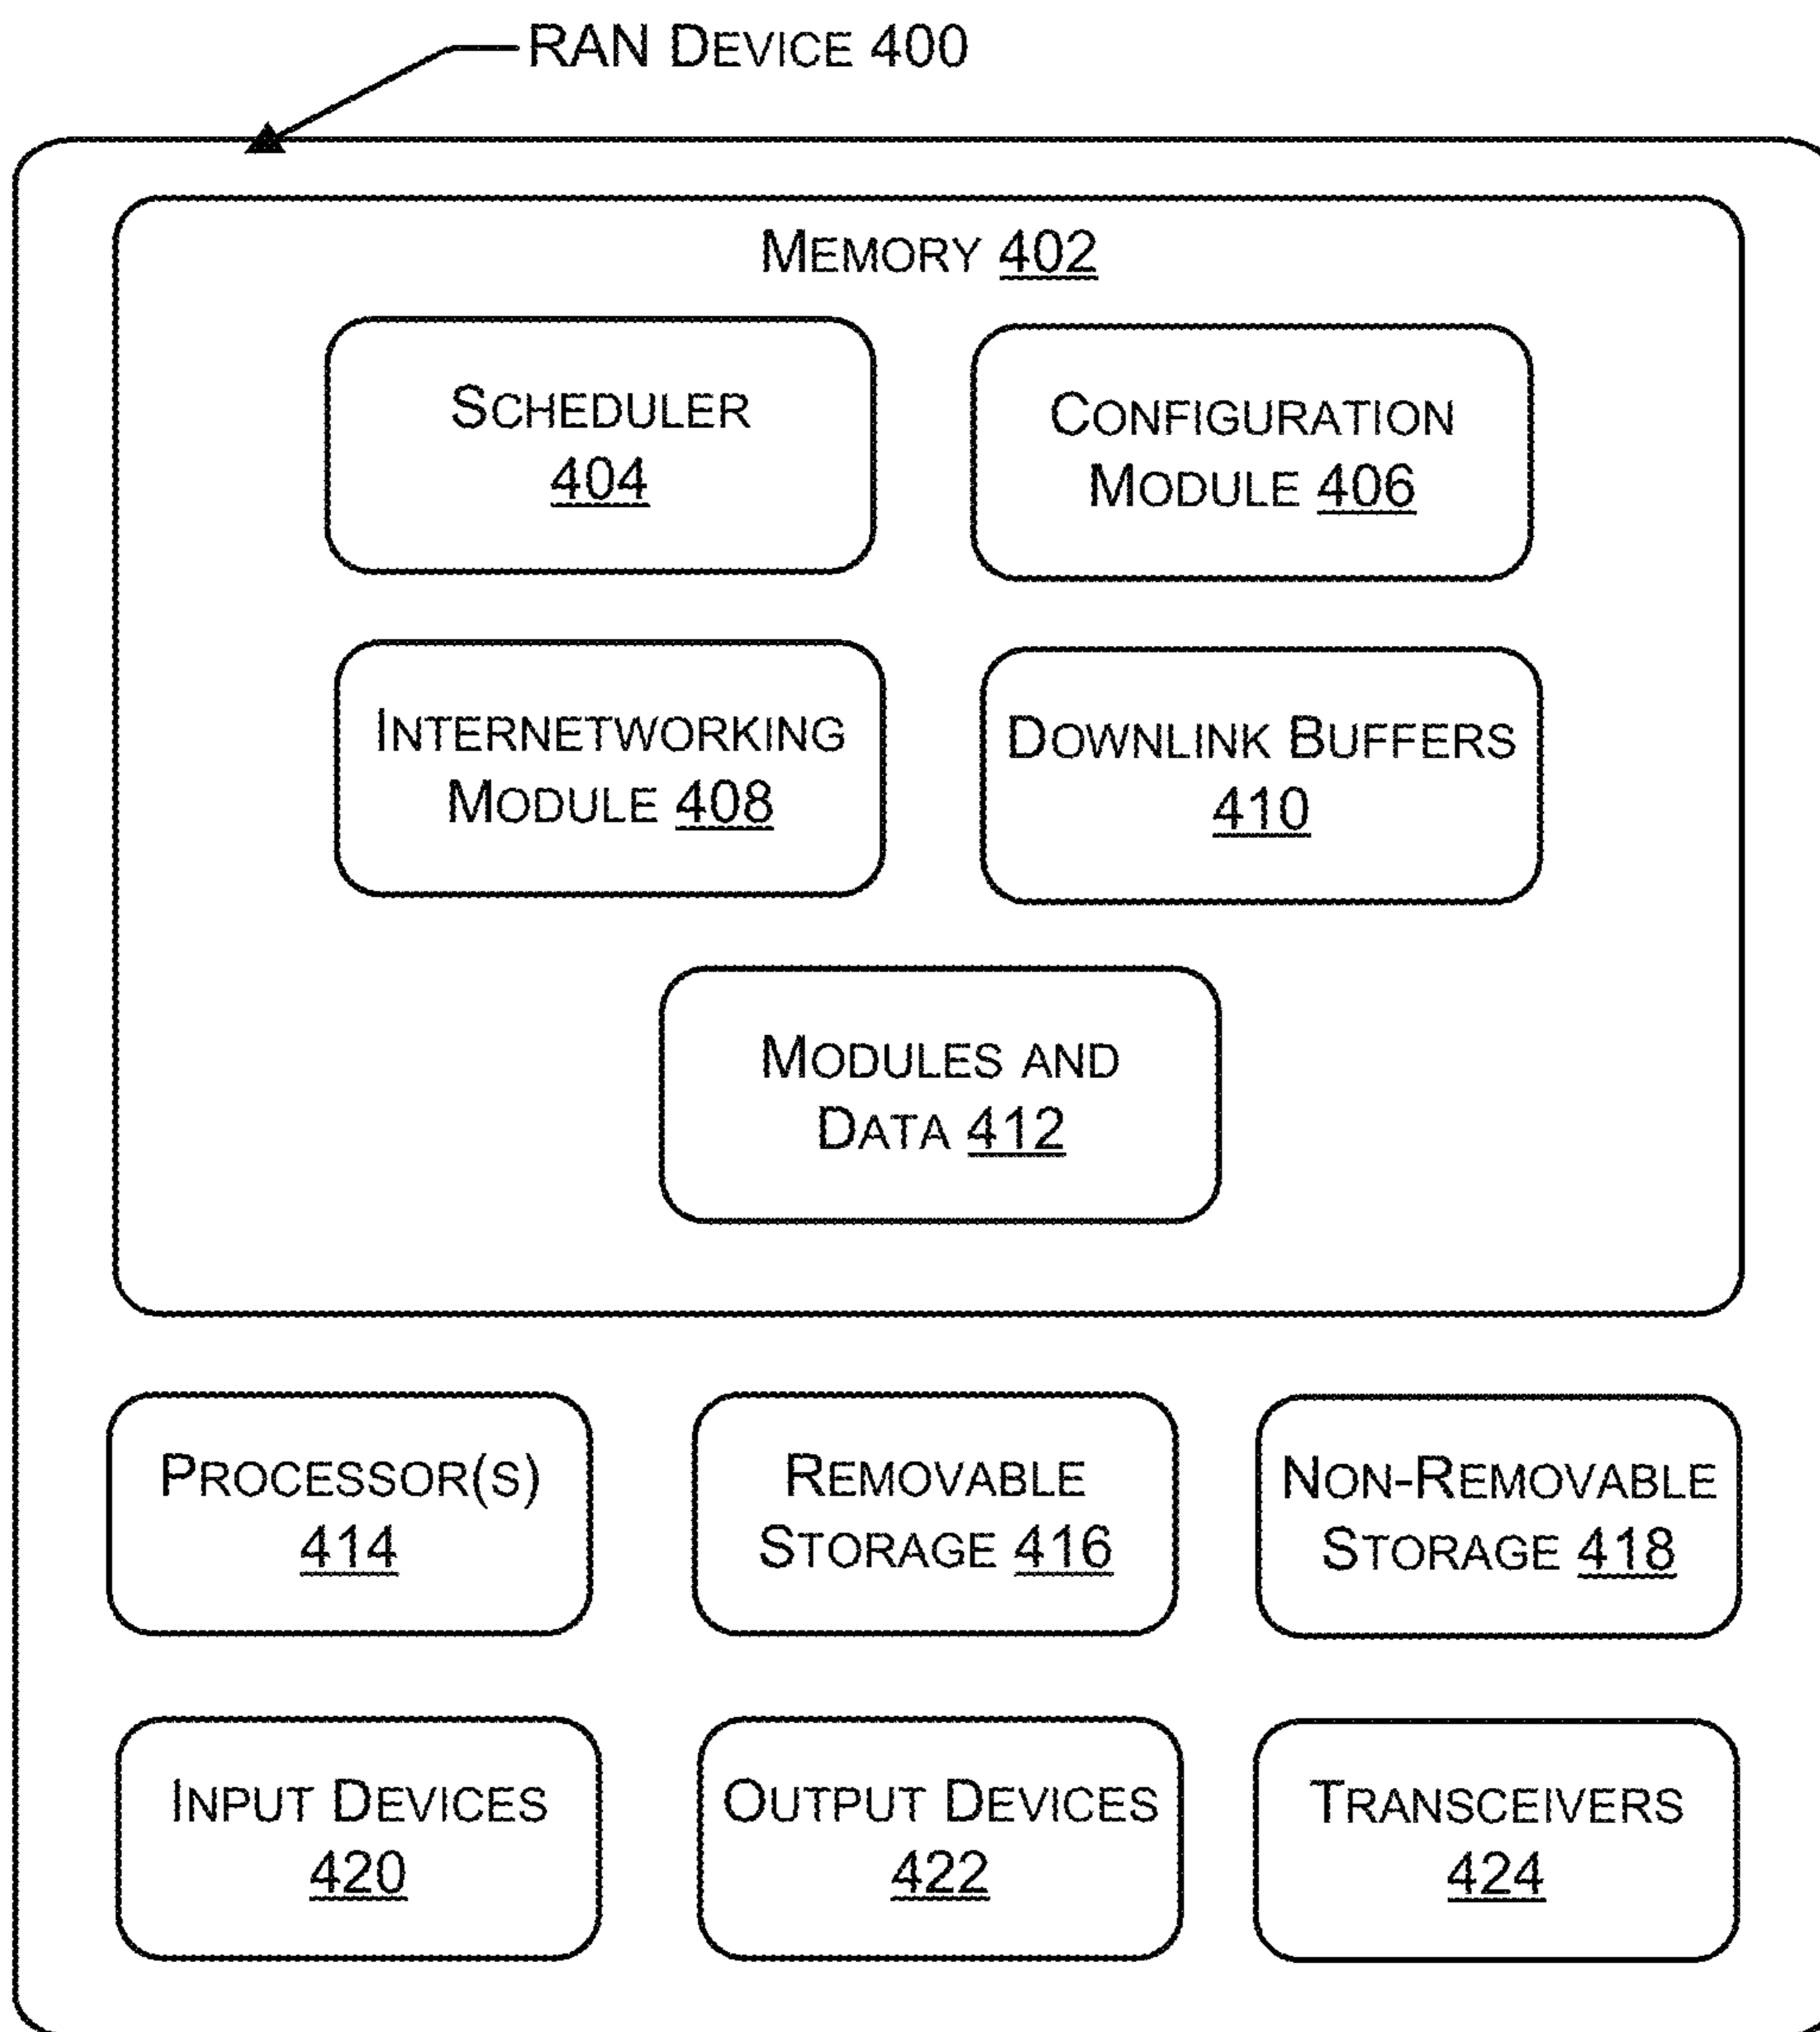 RAN DEVICE 400
MEMORY 402
SCHEDULER
404
CONFIGURATION
MODULE 406
INTERNETWORKING
MODULE 408
DOWNLINK BUFFERS
410
MODULES AND
DATA 412
PROCESSOR(S)
414
REMOVABLE
STORAGE 416
NON-REMOVABLE
STORAGE 418
INPUT DEVICES
420
OUTPUT DEVICES
422
TRANSCEIVERS
424